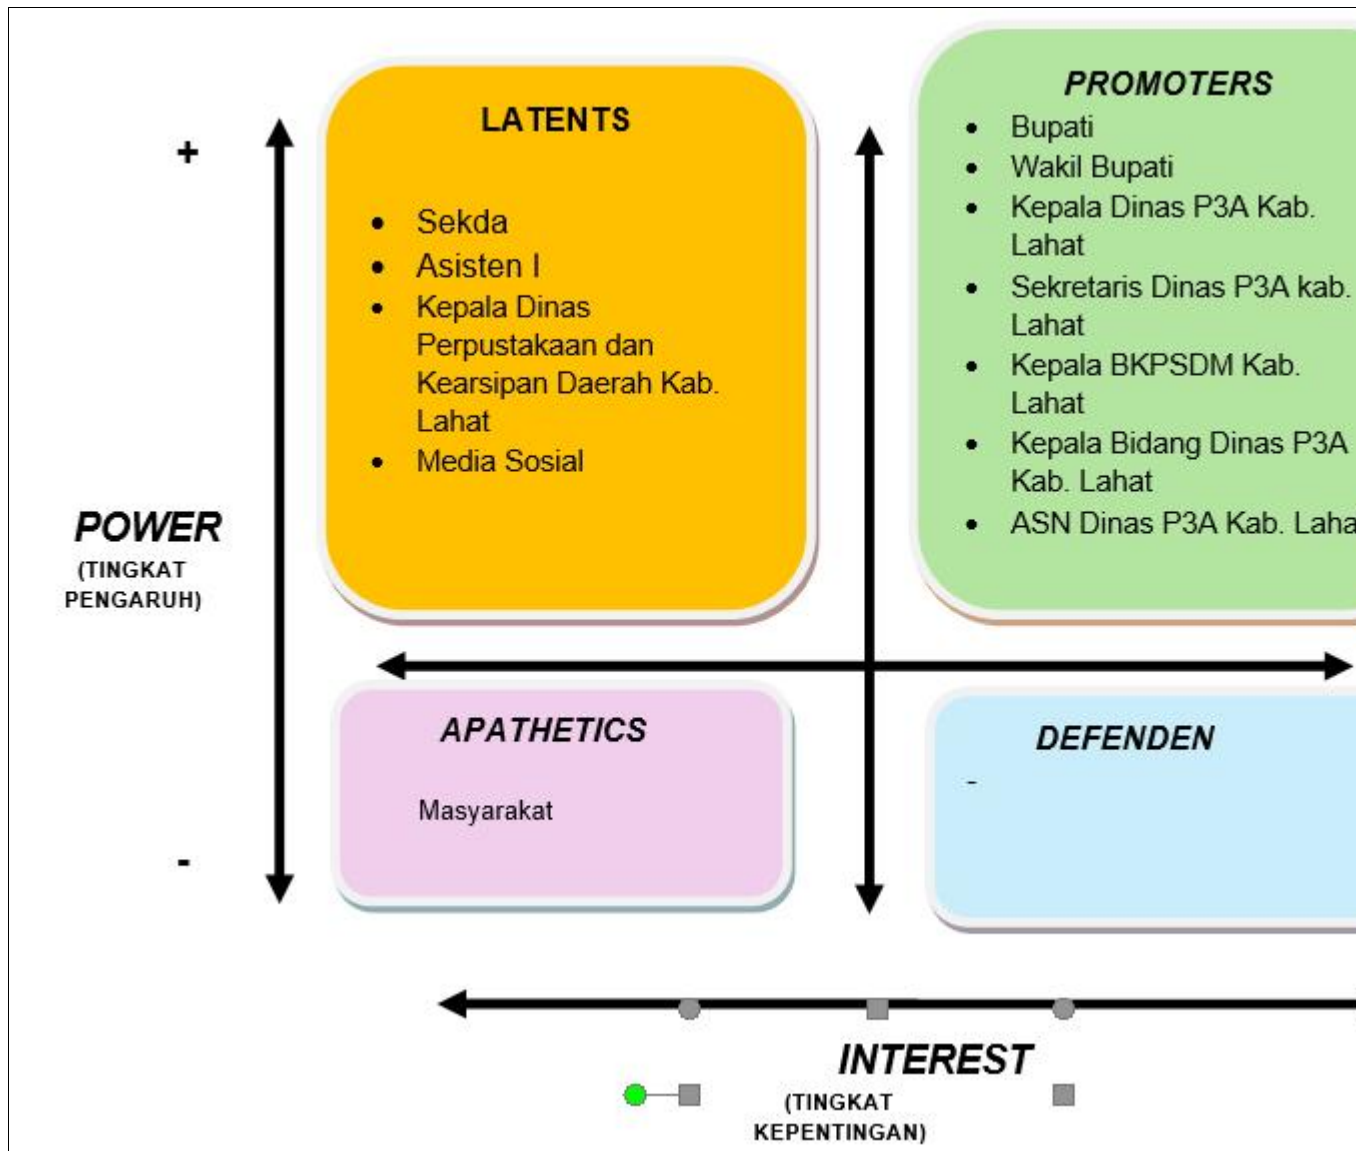 LATENTS
• Sekda
• Asisten I
• Kepala Dinas
Perpustakaan dan
Kearsipan Daerah Kab.
Lahat
• Media Sosial
PROMOTERS
• Bupati
• Wakil Bupati
• Kepala Dinas P3A Kab.
Lahat
• Sekretaris Dinas P3A kab.
Lahat
• Kepala BKPSDM Kab.
Lahat
• Kepala Bidang Dinas P3A
Kab. Lahat
• ASN Dinas P3A Kab. Laha
+
POWER
(TINGKAT
PENGARUH)
-
APATHETICS
Masyarakat
DEFENDEN
-
INTEREST
(TINGKAT
KEPENTINGAN)